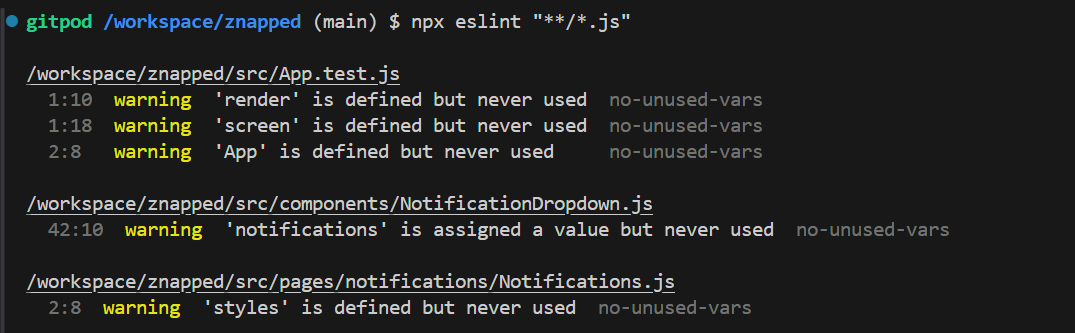 gitpod /workspace/znapped (main) $ npx eslint "**/*.js"
/workspace/znapped/src/App.test.js
1:10 warning 'render' is defined but never used no-unused-vars
1:18 warning 'screen' is defined but never used no-unused-vars
2:8 warning 'App' is defined but never used no-unused-vars
/workspace/znapped/src/components/NotificationDropdown.js
42:10 warning 'notifications' is assigned a value but never used no-unused-vars
/workspace/znapped/src/pages/notifications/Notifications.js
2:8 warning 'styles' is defined but never used no-unused-vars